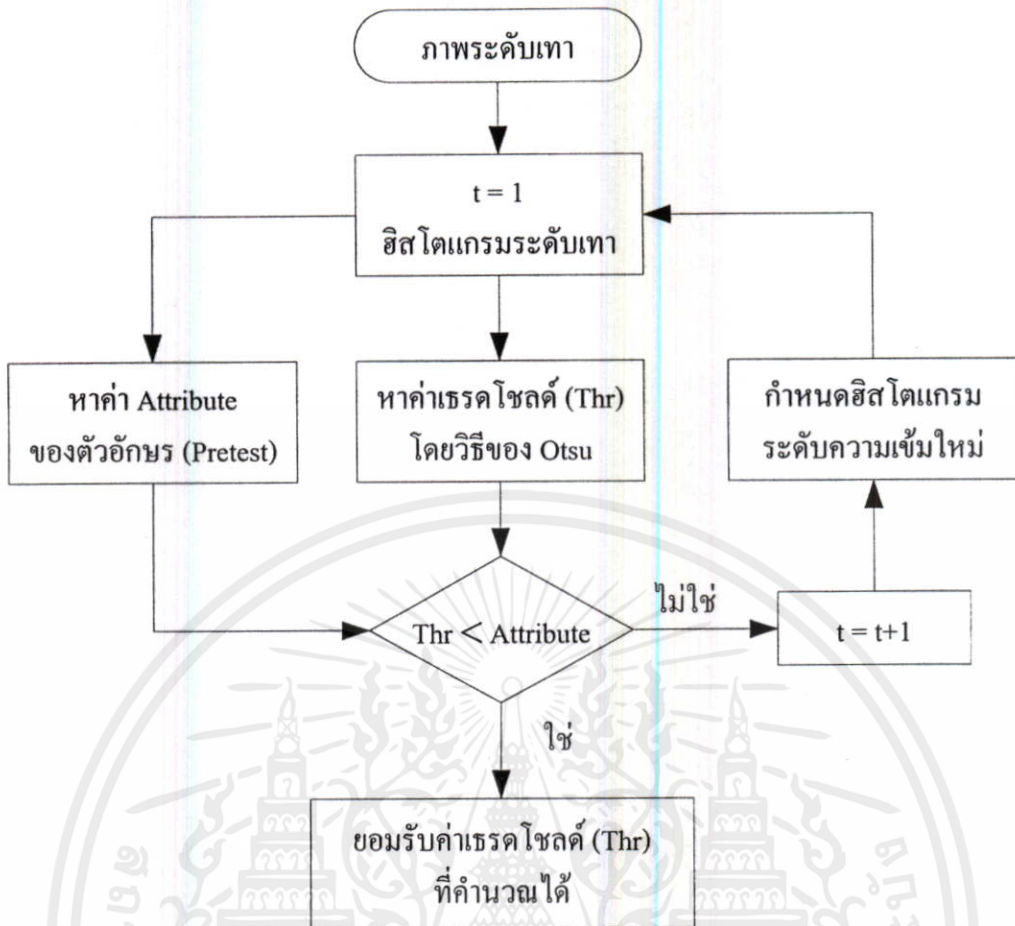 ภาพระดับเทา
t = 1
ฮิสโตแกรมระดับเทา
หาค่า Attribute
ของตัวอักษร (Pretest)
หาค่าเธรดโชลด์ (Thr)
โดยวิธีของ Otsu
กำหนดฮิสโตแกรม
ระดับความเข้มใหม่
Thr < Attribute
ไม่ใช่
t = t+1
ใช่
ยอมรับค่าเธรดโชลด์ (Thr)
ที่คำนวณได้